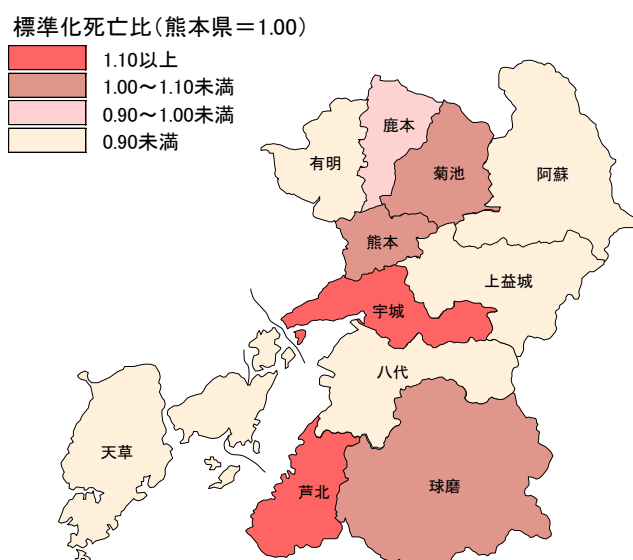 標準化死亡比(熊本県=1.00)
1.10以上
1.00~1.10未満
0.90~1.00未満
0.90未満
鹿本
有明
菊池
阿蘇
熊本
上益城
宇城
八代
天草
芦北
球磨